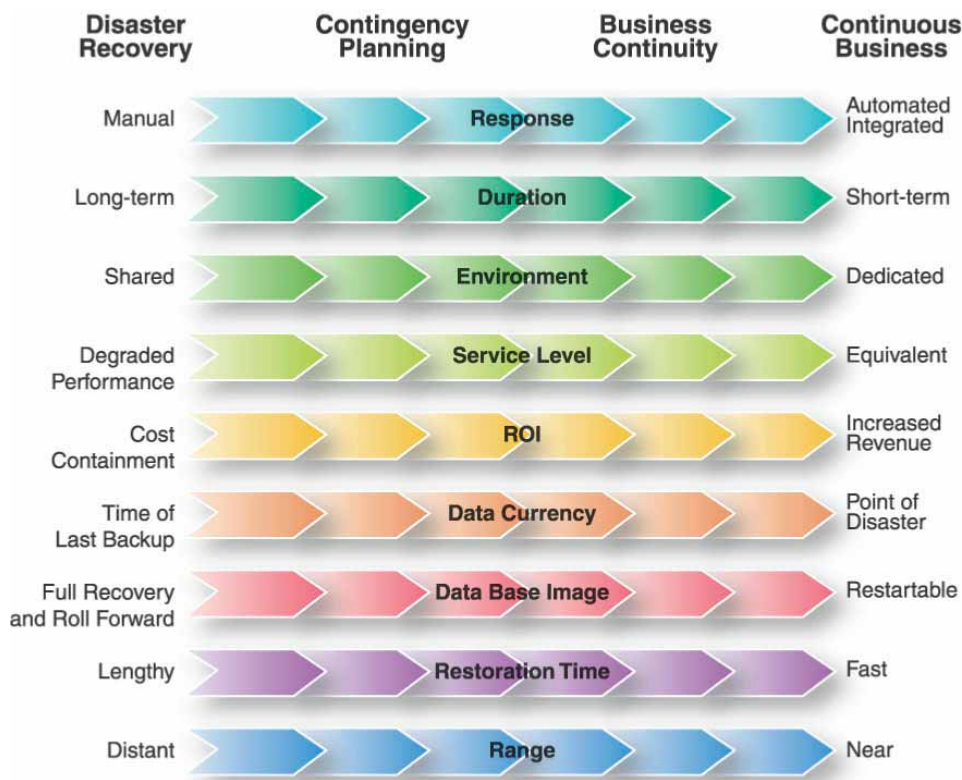 Disaster
Recovery
Contingency
Planning
Business
Continuity
Continuous
Business
Manual
Response
Automated
Integrated
Long-term
Duration
Short-term
Shared
Environment
Dedicated
Degraded
Performance
Service Level
Equivalent
Cost
Containment
ROI
Increased
Revenue
Time of
Last Backup
Data Currency
Point of
Disaster
Full Recovery
and Roll Forward
Data Base Image
Restartable
Lengthy
Restoration Time
Fast
Distant
Range
Near